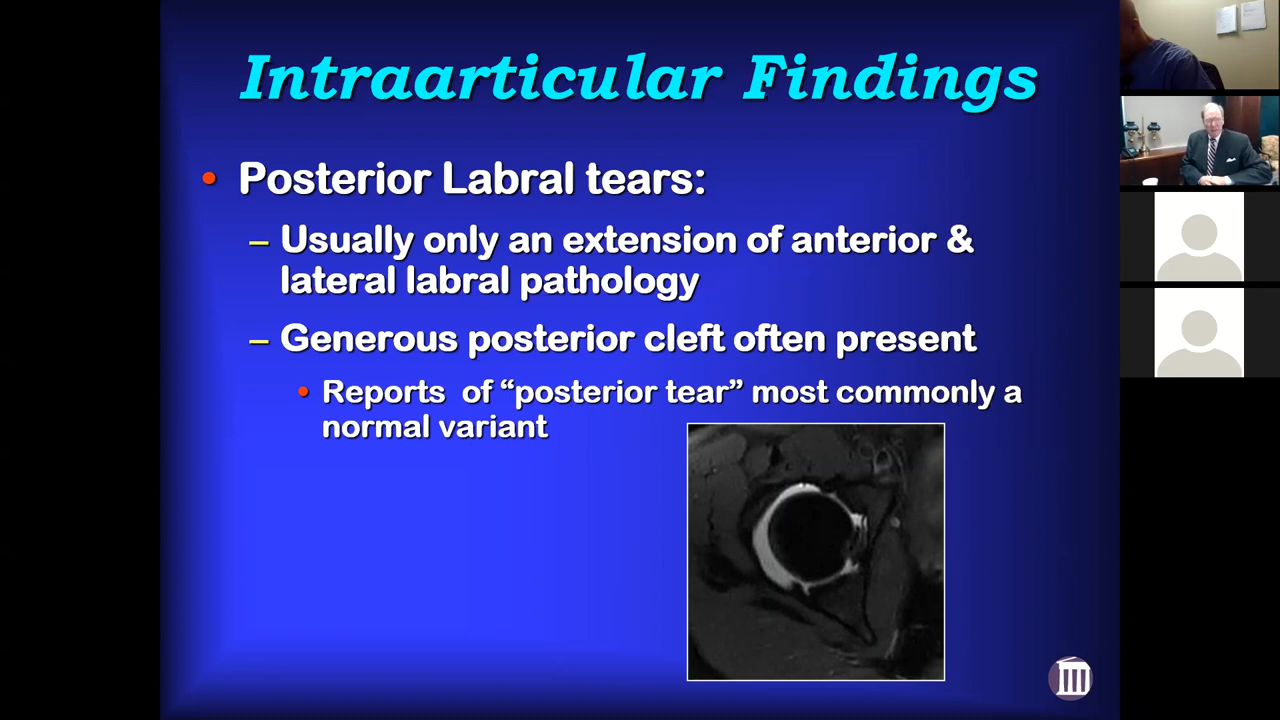 Intraarticular Findings
• Posterior Labral tears:
– Usually only an extension of anterior &
lateral labral pathology
– Generous posterior cleft often present
• Reports of “posterior tear” most commonly a
normal variant